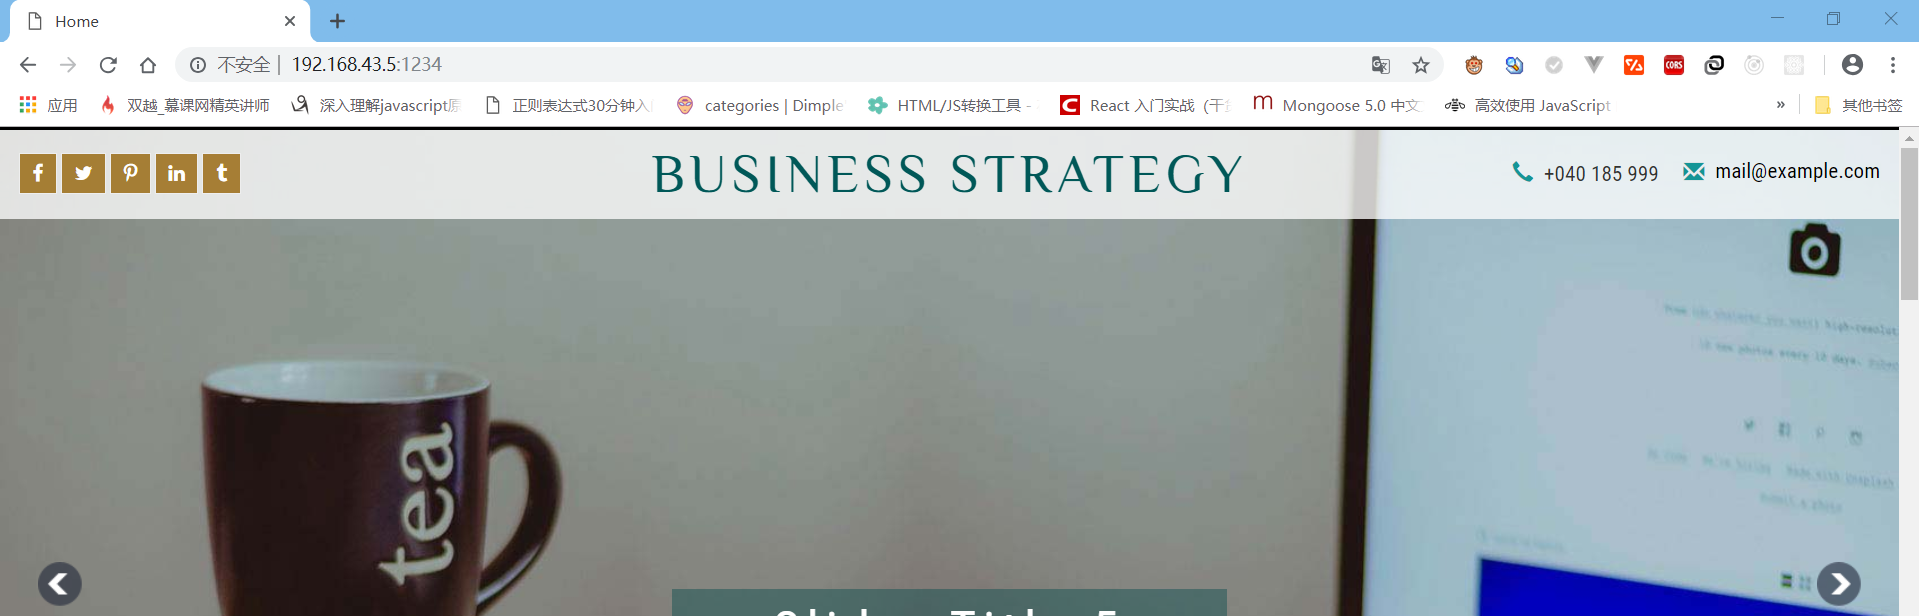 Home
不安全 | 192.168.43.5:1234
CORS
应用
双越_慕课网精英讲师
深入理解javascript
正则表达式30分钟入
categories | Dimple
HTML/JS转换工具 -
React 入门实战（干
Mongoose 5.0 中文
高效使用 JavaScript
»
其他书签
BUSINESS STRATEGY
+040 185 999
mail@example.com
tea